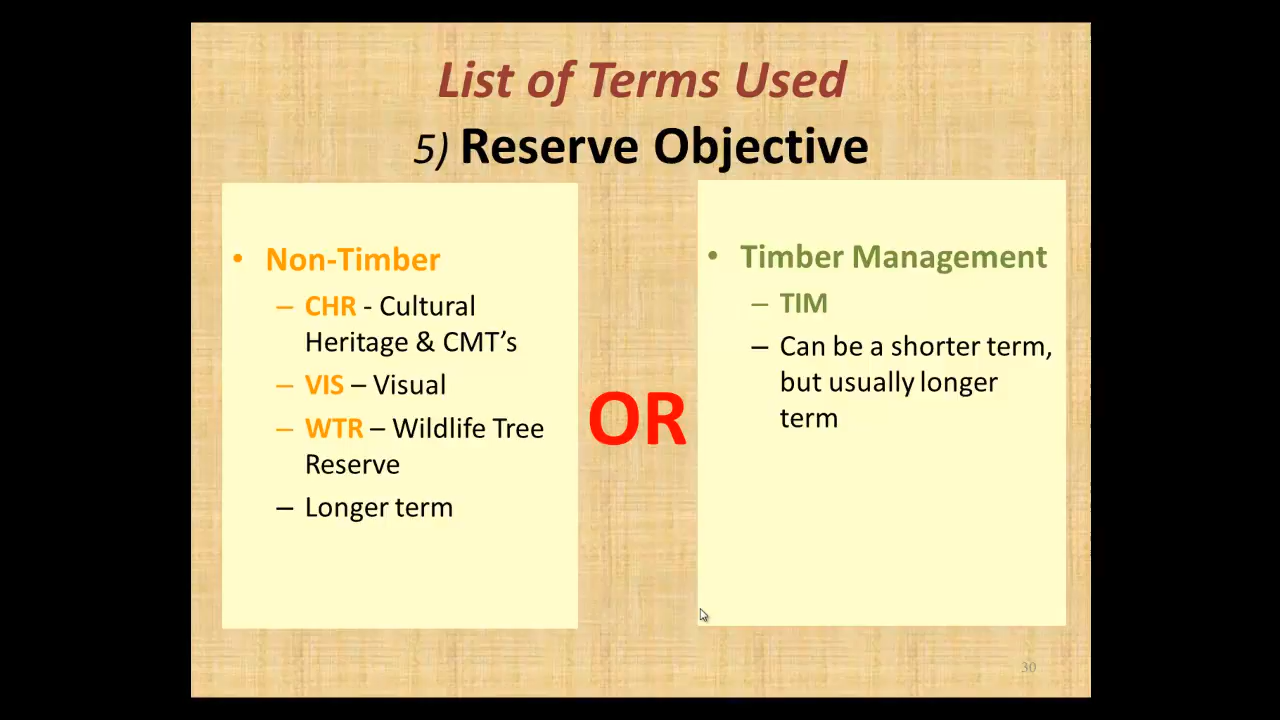 List of Terms Used
5) Reserve Objective
• Non-Timber
– CHR - Cultural
Heritage & CMT’s
– VIS – Visual
– WTR – Wildlife Tree
Reserve
– Longer term
OR
• Timber Management
– TIM
– Can be a shorter term,
but usually longer
term
30